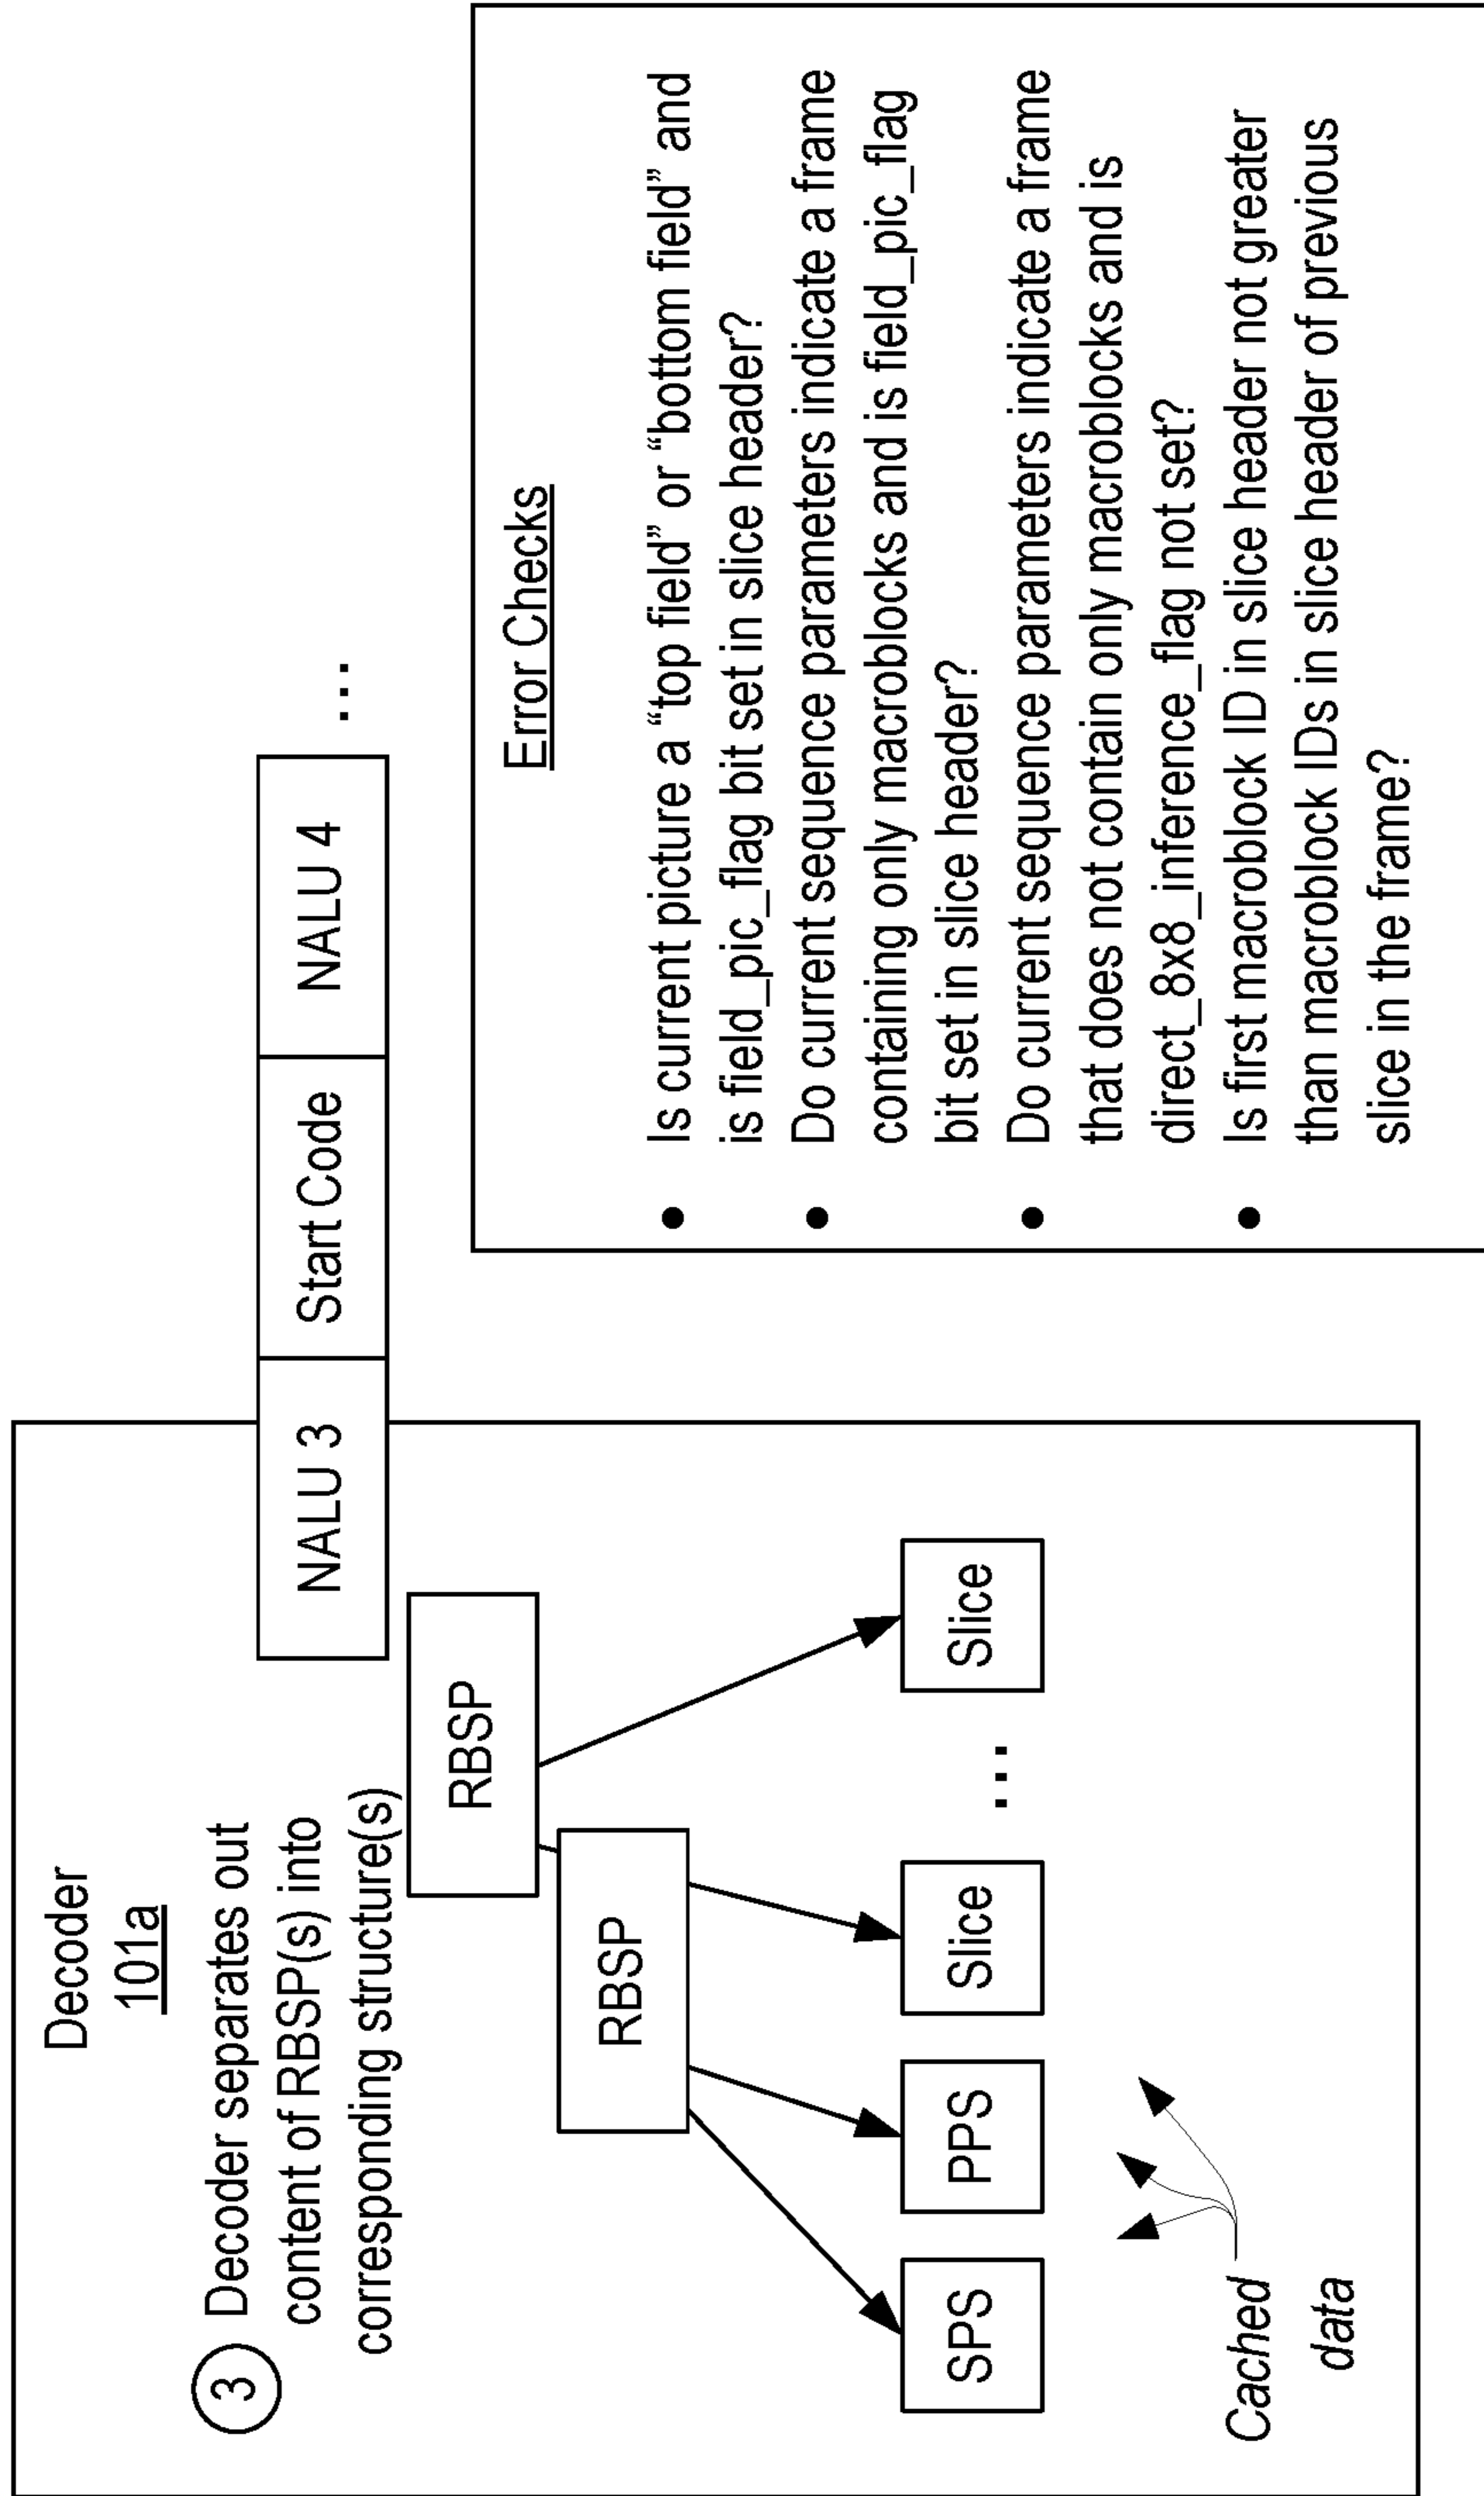 Decoder
101a
3 Decoder separates out
content of RBSP(s) into
corresponding structure(s)
NALU 3 Start Code NALU 4 ...
RBSP
RBSP
SPS PPS Slice ... Slice
Cached
data
Error Checks
• Is current picture a “top field” or “bottom field” and
is field_pic_flag bit set in slice header?
• Do current sequence parameters indicate a frame
containing only macroblocks and is field_pic_flag
bit set in slice header?
• Do current sequence parameters indicate a frame
that does not contain only macroblocks and is
direct_8x8_inference_flag not set?
• Is first macroblock ID in slice header not greater
than macroblock IDs in slice header of previous
slice in the frame?